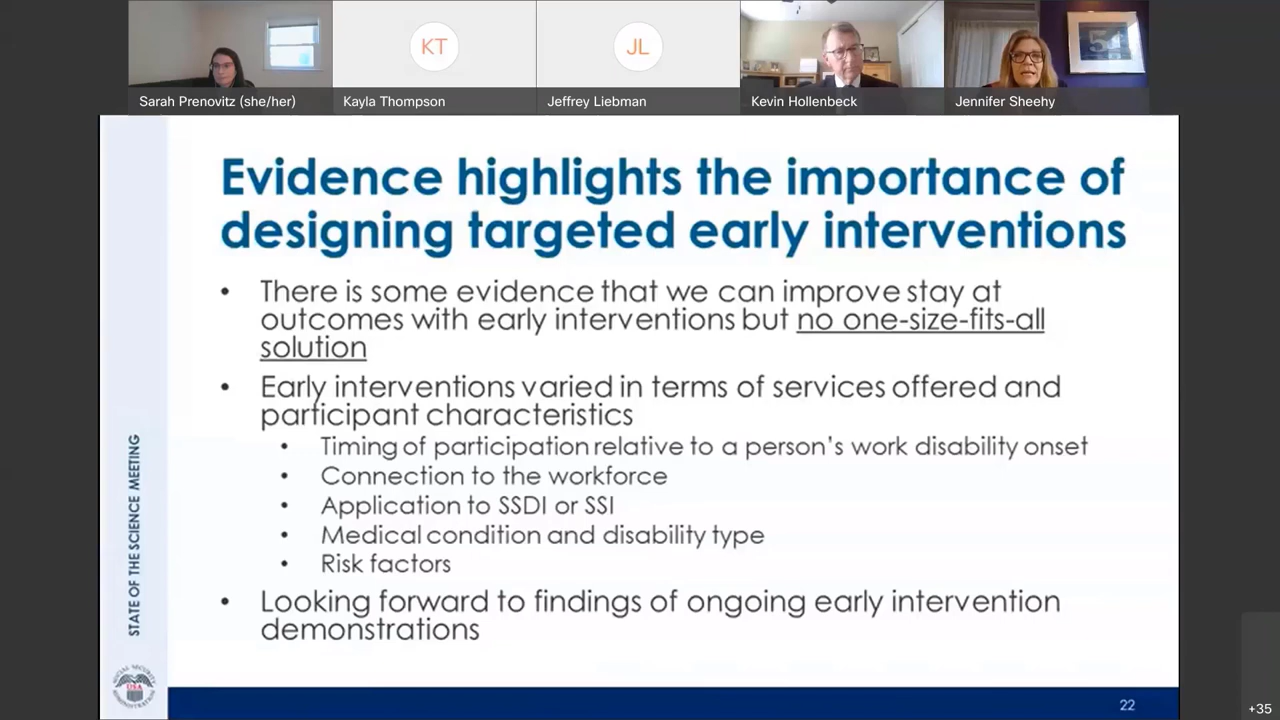 KT
JL
Sarah Prenovitz (she/her)
Kayla Thompson
Jeffrey Liebman
Kevin Hollenbeck
Jennifer Sheehy
Evidence highlights the importance of
designing targeted early interventions
• There is some evidence that we can improve stay at
outcomes with early interventions but no one-size-fits-all
solution
• Early interventions varied in terms of services offered and
participant characteristics
• Timing of participation relative to a person's work disability onset
• Connection to the workforce
• Application to SSDI or SSI
• Medical condition and disability type
• Risk factors
• Looking forward to findings of ongoing early intervention
demonstrations
STATE OF THE SCIENCE MEETING
SOCIAL SECURITY
USA
ADMINISTRATION
22
+35